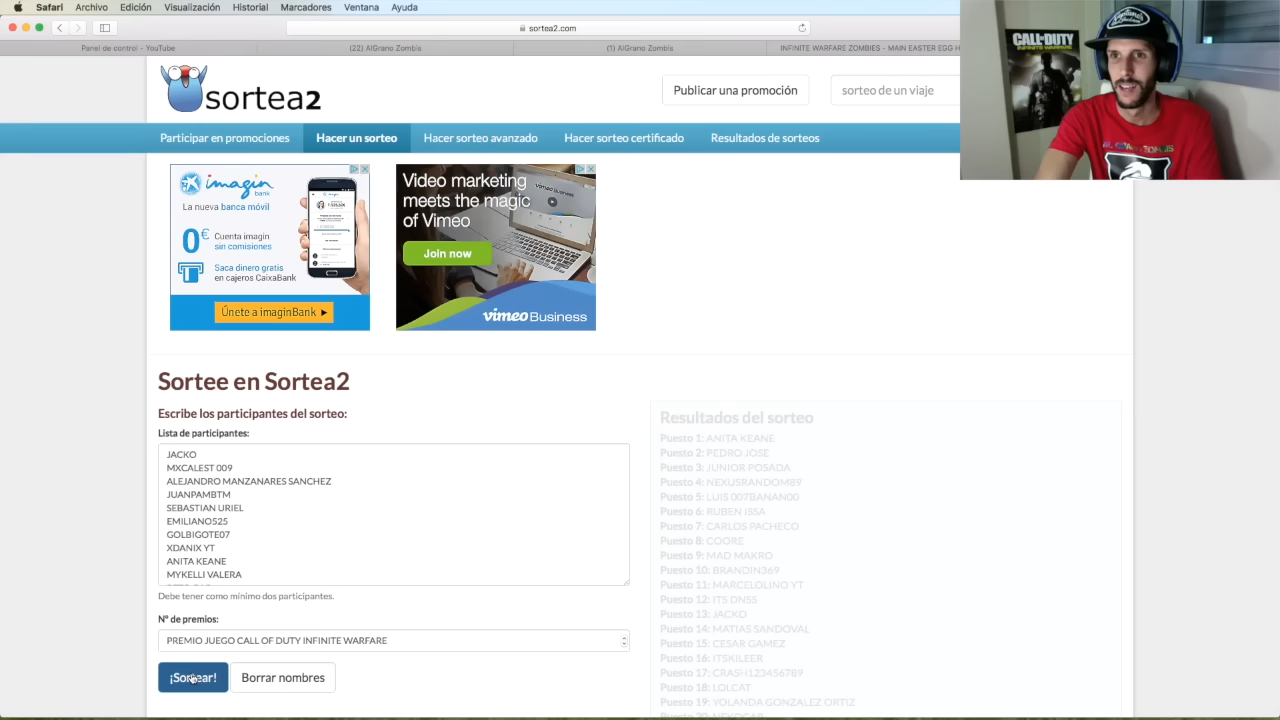 Safari Archivo Edición Visualización Historial Marcadores Ventana Ayuda
sortea2.com
Panel de control - YouTube
(22) AlGrano Zombis
(1) AlGrano Zombis
INFINITE WARFARE ZOMBIES - MAIN EASTER EGG H
CALL·DUTY
INFINITE WARFARE
sortea2
Publicar una promoción
sorteo de un viaje
Participar en promociones
Hacer un sorteo
Hacer sorteo avanzado
Hacer sorteo certificado
Resultados de sorteos
imagin
bank
La nueva banca móvil
0€
Cuenta imagin
sin comisiones
Saca dinero gratis
en cajeros CaixaBank
Únete a imaginBank
Video marketing
meets the magic
of Vimeo
Join now
vimeo Business
Sortee en Sortea2
Escribe los participantes del sorteo:
Lista de participantes:
JACKO
MXCALEST 009
ALEJANDRO MANZANARES SANCHEZ
JUANPAMBTM
SEBASTIAN URIEL
EMILIANO525
GOLBIGOTE07
XDANIX YT
ANITA KEANE
MYKELLI VALERA
Debe tener como mínimo dos participantes.
Nº de premios:
PREMIO JUEGO CALL OF DUTY INFINITE WARFARE
¡Sortear!
Borrar nombres
Resultados del sorteo
Puesto 1: ANITA KEANE
Puesto 2: PEDRO JOSE
Puesto 3: JUNIOR POSADA
Puesto 4: NEXUSRANDOM89
Puesto 5: LUIS 007BANAN00
Puesto 6: RUBEN ISSA
Puesto 7: CARLOS PACHECO
Puesto 8: COORE
Puesto 9: MAD MAKRO
Puesto 10: BRANDIN369
Puesto 11: MARCELOLINO YT
Puesto 12: ITS DNSS
Puesto 13: JACKO
Puesto 14: MATIAS SANDOVAL
Puesto 15: CESAR GAMEZ
Puesto 16: ITSKILEER
Puesto 17: CRASH123456789
Puesto 18: LOLCAT
Puesto 19: YOLANDA GONZALEZ ORTIZ